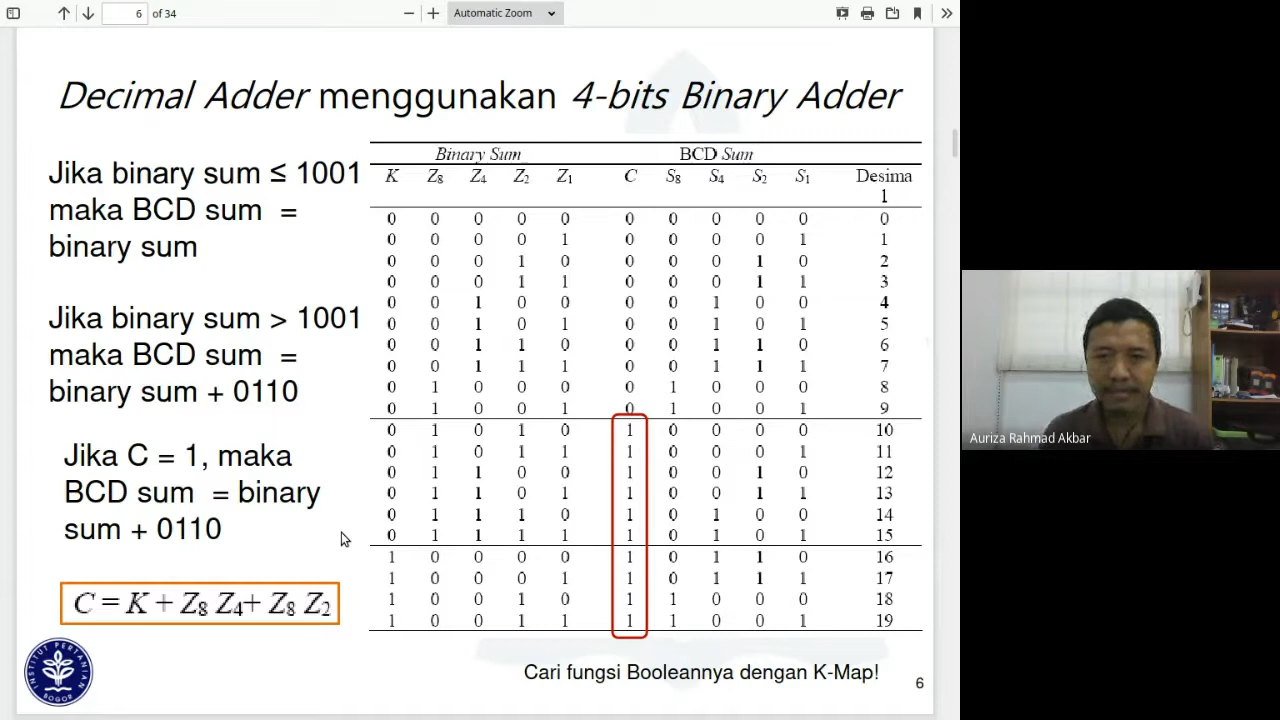 6 of 34
Automatic Zoom
Decimal Adder menggunakan 4-bits Binary Adder
Jika binary sum ≤ 1001
maka BCD sum =
binary sum
Jika binary sum > 1001
maka BCD sum =
binary sum + 0110
Jika C = 1, maka
BCD sum = binary
sum + 0110
C = K + Z8 Z4+ Z8 Z2
Binary Sum BCD Sum
K Z8 Z4 Z2 Z1 C S8 S4 S2 S1 Desima
l
0 0 0 0 0 0 0 0 0 0 0
0 0 0 0 1 0 0 0 0 1 1
0 0 0 1 0 0 0 0 1 0 2
0 0 0 1 1 0 0 0 1 1 3
0 0 1 0 0 0 0 1 0 0 4
0 0 1 0 1 0 0 1 0 1 5
0 0 1 1 0 0 0 1 1 0 6
0 0 1 1 1 0 0 1 1 1 7
0 1 0 0 0 0 1 0 0 0 8
0 1 0 0 1 0 1 0 0 1 9
0 1 0 1 0 1 0 0 0 0 10
0 1 0 1 1 1 0 0 0 1 11
0 1 1 0 0 1 0 0 1 0 12
0 1 1 0 1 1 0 0 1 1 13
0 1 1 1 0 1 0 1 0 0 14
0 1 1 1 1 1 0 1 0 1 15
1 0 0 0 0 1 0 1 1 0 16
1 0 0 0 1 1 0 1 1 1 17
1 0 0 1 0 1 1 0 0 0 18
1 0 0 1 1 1 1 0 0 1 19
Cari fungsi Booleannya dengan K-Map!
6
INSTITUT PERTANIAN
BOGOR
Auriza Rahmad Akbar